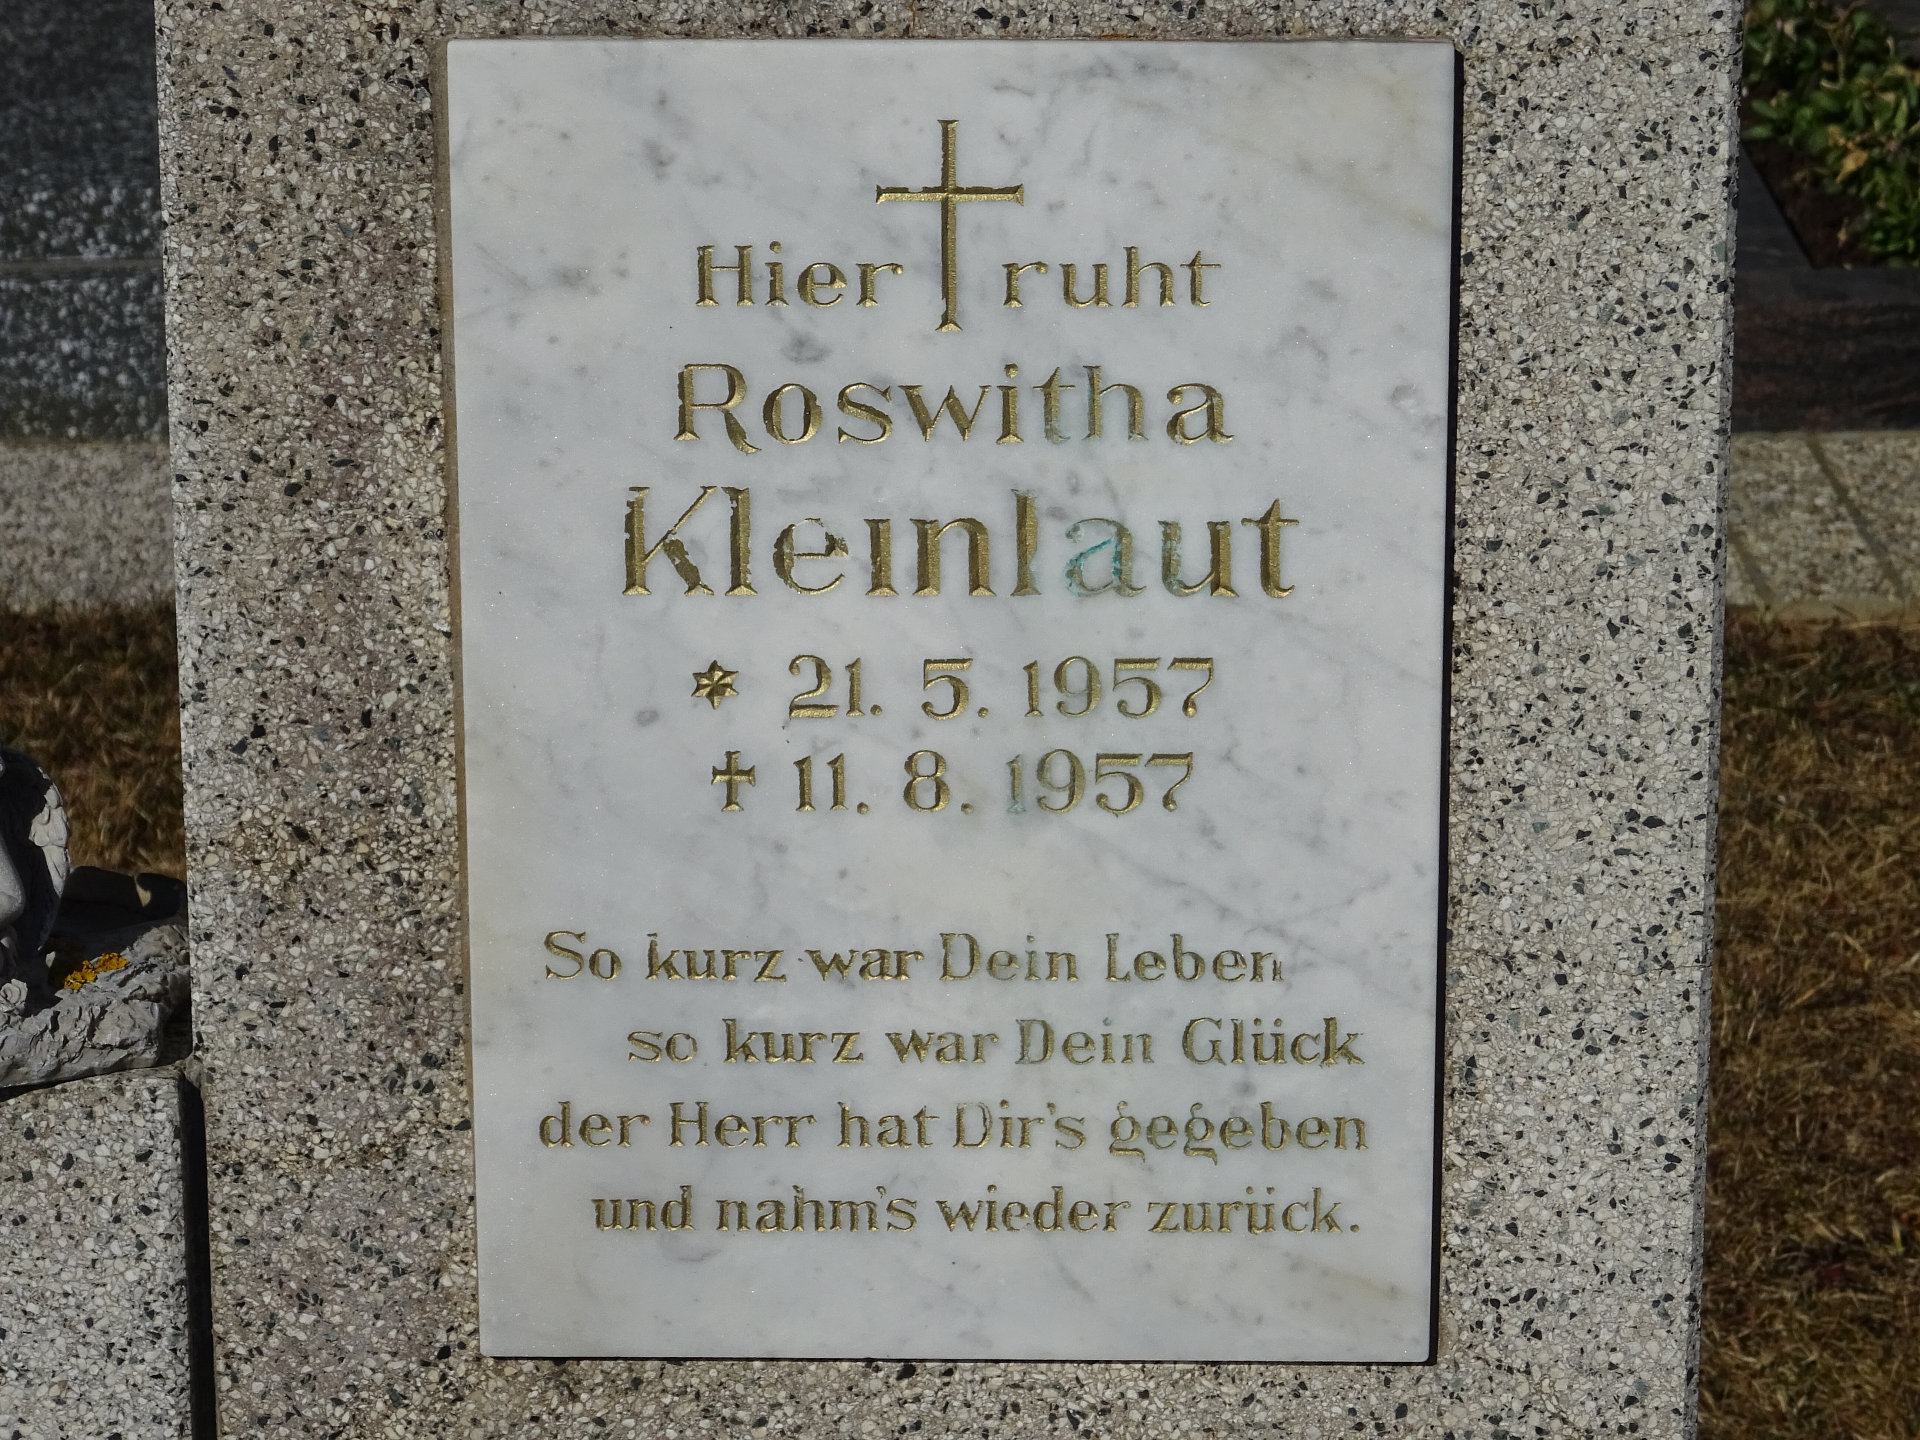 Hier ruht
Roswitha
Kleinlaut
* 21. 5. 1957
† 11. 8. 1957
So kurz war Dein Leben
so kurz war Dein Glück
der Herr hat Dir's gegeben
und nahm's wieder zurück.